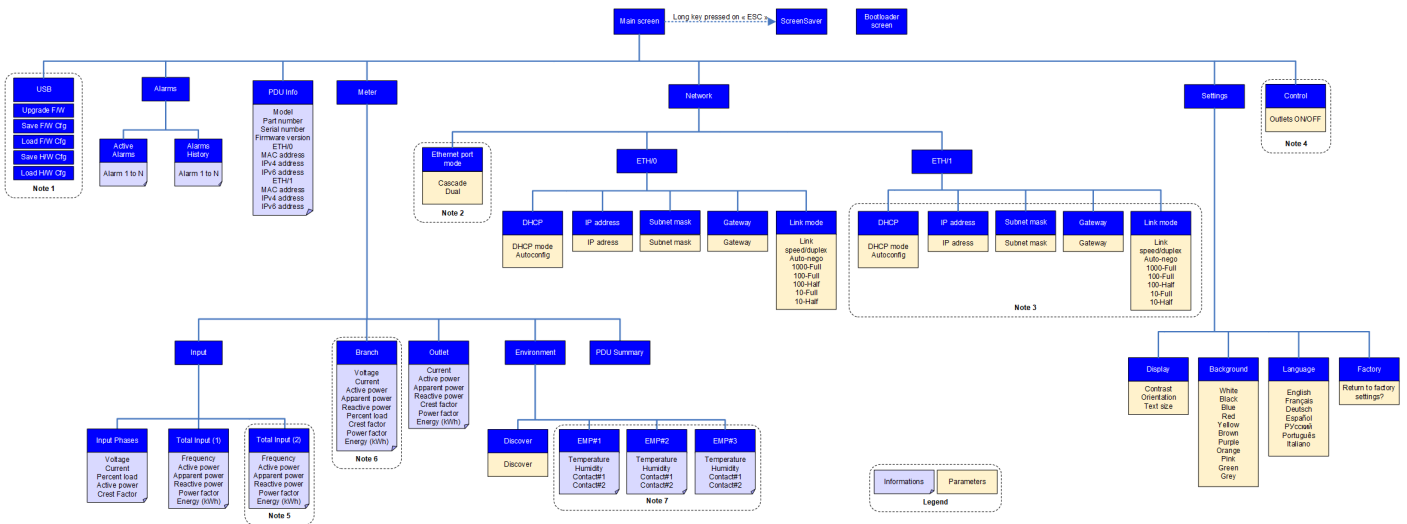 Main screen
Long key pressed on « ESC »
ScreenSaver
Bootloader
screen
USB
Upgrade F/W
Save F/W Cfg
Load F/W Cfg
Save H/W Cfg
Load H/W Cfg
Note 1
Alarms
Active
Alarms
Alarm 1 to N
Alarms
History
Alarm 1 to N
PDU Info
Model
Part number
Serial number
Firmware version
ETH/0
MAC address
IPv4 address
IPv6 address
ETH/1
MAC address
IPv4 address
IPv6 address
Meter
Network
Ethernet port
mode
Cascade
Dual
Note 2
ETH/0
DHCP
DHCP mode
Autoconfig
IP address
IP adress
Subnet mask
Subnet mask
Gateway
Gateway
Link mode
Link
speed/duplex
Auto-nego
1000-Full
100-Full
100-Half
10-Full
10-Half
ETH/1
DHCP
DHCP mode
Autoconfig
IP address
IP adress
Subnet mask
Subnet mask
Gateway
Gateway
Link mode
Link
speed/duplex
Auto-nego
1000-Full
100-Full
100-Half
10-Full
10-Half
Note 3
Settings
Control
Outlets ON/OFF
Note 4
Input
Input Phases
Voltage
Current
Percent load
Active power
Crest Factor
Total Input (1)
Frequency
Active power
Apparent power
Reactive power
Power factor
Energy (kWh)
Total Input (2)
Frequency
Active power
Apparent power
Reactive power
Power factor
Energy (kWh)
Note 5
Branch
Voltage
Current
Active power
Apparent power
Reactive power
Percent load
Crest factor
Power factor
Energy (kWh)
Note 6
Outlet
Current
Active power
Apparent power
Reactive power
Crest factor
Power factor
Energy (kWh)
Environment
Discover
Discover
EMP#1
Temperature
Humidity
Contact#1
Contact#2
EMP#2
Temperature
Humidity
Contact#1
Contact#2
EMP#3
Temperature
Humidity
Contact#1
Contact#2
Note 7
PDU Summary
Display
Contrast
Orientation
Text size
Background
White
Black
Blue
Red
Yellow
Brown
Purple
Orange
Pink
Green
Grey
Language
English
Français
Deutsch
Español
РУсский
Português
Italiano
Factory
Return to factory
settings?
Informations
Parameters
Legend